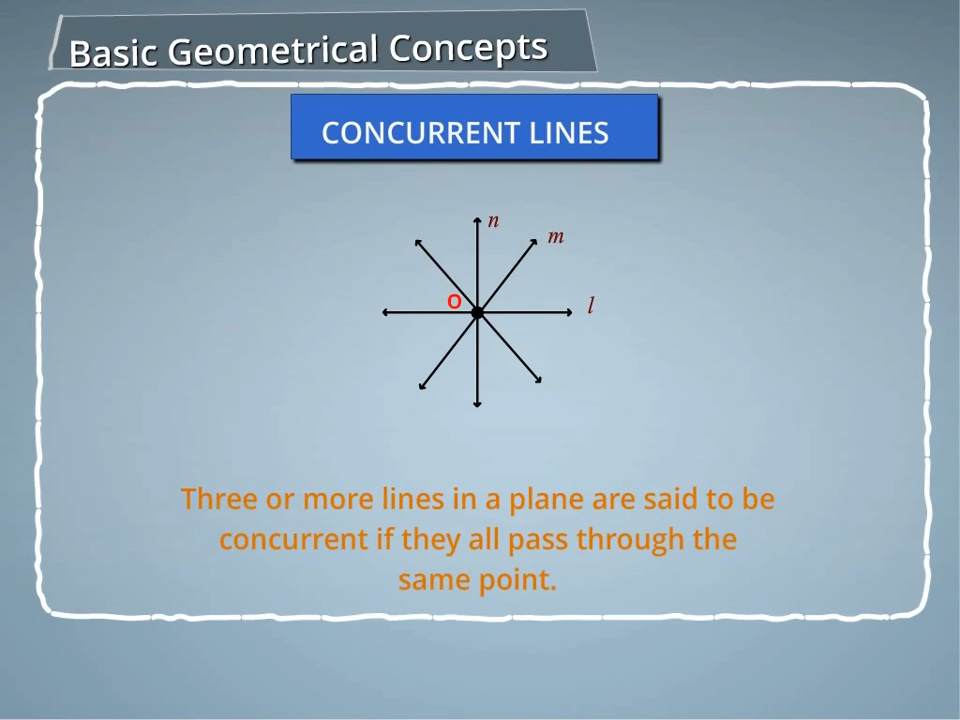 Basic Geometrical Concepts
CONCURRENT LINES
n
m
O
l
Three or more lines in a plane are said to be
concurrent if they all pass through the
same point.